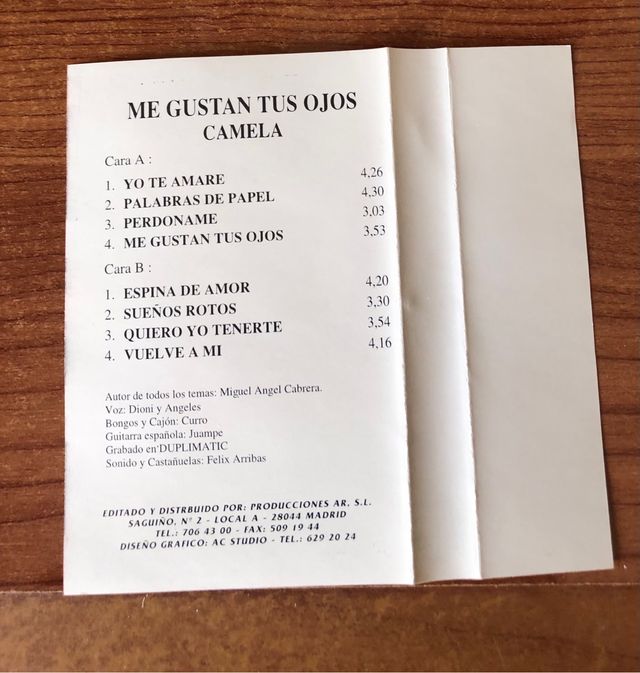 ME GUSTAN TUS OJOS
CAMELA
Cara A :
1. YO TE AMARE 4,26
2. PALABRAS DE PAPEL 4,30
3. PERDONAME 3,03
4. ME GUSTAN TUS OJOS 3,53
Cara B :
1. ESPINA DE AMOR 4,20
2. SUEÑOS ROTOS 3,30
3. QUIERO YO TENERTE 3,54
4. VUELVE A MI 4,16
Autor de todos los temas: Miguel Angel Cabrera.
Voz: Dioni y Angeles
Bongos y Cajón: Curro
Guitarra española: Juampe
Grabado en DUPLIMATIC
Sonido y Castañuelas: Felix Arribas
EDITADO Y DISTRBUIDO POR: PRODUCCIONES AR, S.L.
SAGUIÑO, Nº 2 - LOCAL A - 28044 MADRID
TEL.: 706 43 00 - FAX: 509 19 44
DISEÑO GRAFICO: AC STUDIO - TEL.: 629 20 24